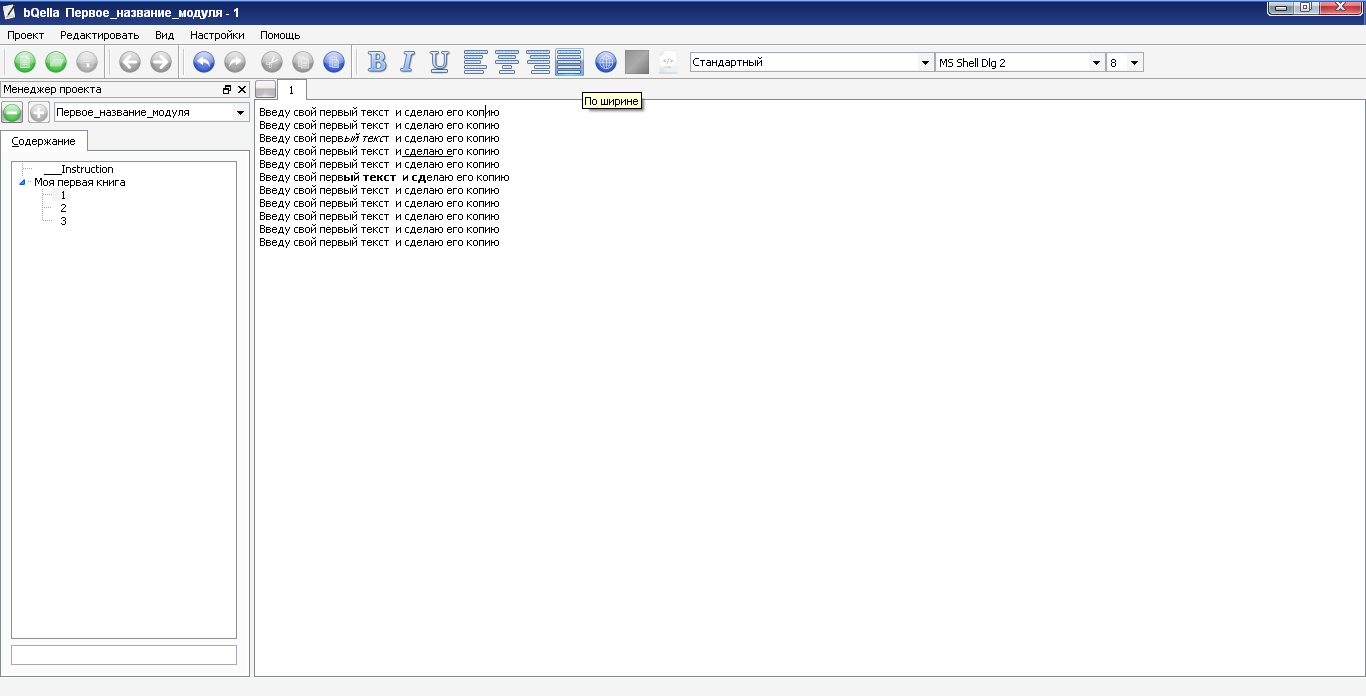 bQella Первое_название_модуля - 1
Проект Редактировать Вид Настройки Помощь
B I U Стандартный MS Shell Dlg 2 8
Менеджер проекта
1
По ширине
Первое_название_модуля
Содержание
___Instruction
Моя первая книга
1
2
3
Введу свой первый текст  и сделаю его копию
Введу свой первый текст  и сделаю его копию
Введу свой первый текст  и сделаю его копию
Введу свой первый текст  и сделаю его копию
Введу свой первый текст  и сделаю его копию
Введу свой первый текст  и сделаю его копию
Введу свой первый текст  и сделаю его копию
Введу свой первый текст  и сделаю его копию
Введу свой первый текст  и сделаю его копию
Введу свой первый текст  и сделаю его копию
Введу свой первый текст  и сделаю его копию